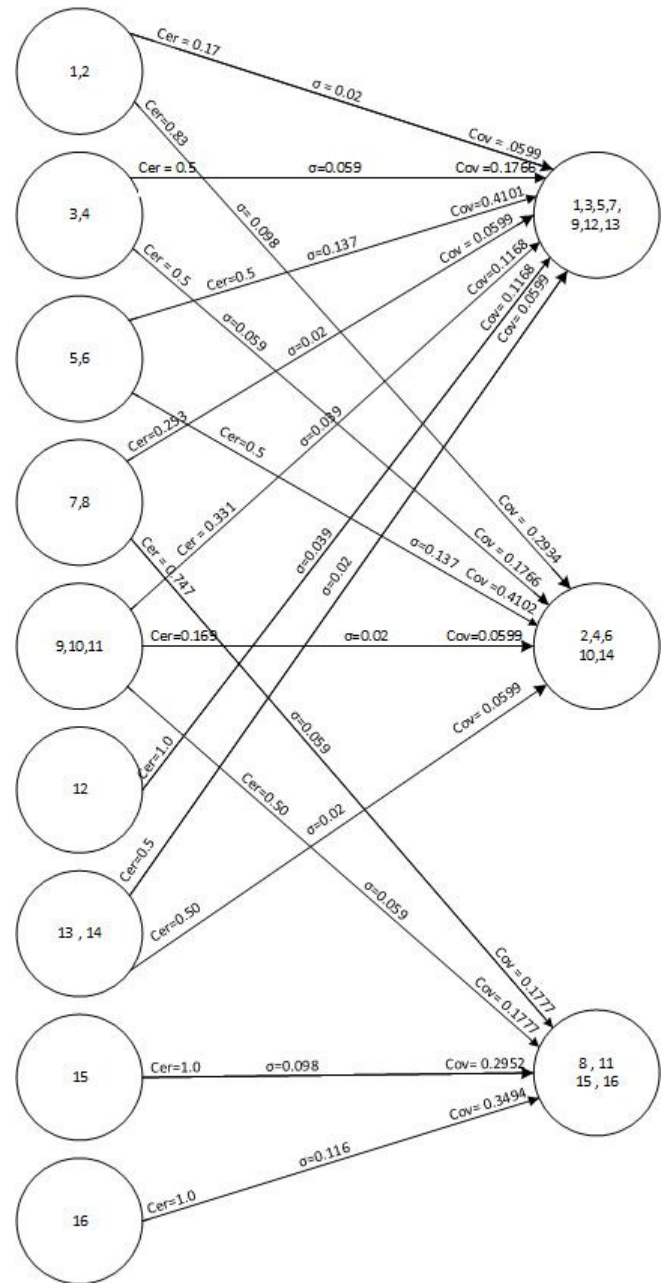 1,2
Cer = 0.17
σ = 0.02
Cov = .0599
Cer=0.83
σ= 0.098
Cov = 0.2934
3,4
Cer = 0.5
σ=0.059
Cov=0.1766
Cer = 0.5
σ=0.059
Cov = 0.1766
1,3,5,7,
9,12,13
5,6
Cer=0.5
σ=0.137
Cov=0.4101
Cer=0.5
σ=0.137
Cov =0.4102
7,8
Cer=0.293
σ=0.02
Cov = 0.0599
Cer = 0.747
σ=0.059
Cov = 0.1777
9,10,11
Cer = 0.331
σ=0.039
Cov=0.1168
Cer=0.169
σ=0.02
Cov=0.0599
Cer=0.50
σ=0.059
Cov= 0.1777
2,4,6
10,14
12
Cer=1.0
σ=0.039
Cov= 0.1168
13 , 14
Cer=0.5
σ=0.02
Cov= 0.0599
Cer=0.50
σ=0.02
Cov= 0.0599
15
Cer=1.0
σ=0.098
Cov=0.2952
8 , 11
15 , 16
16
Cer=1.0
σ=0.116
Cov= 0.3494